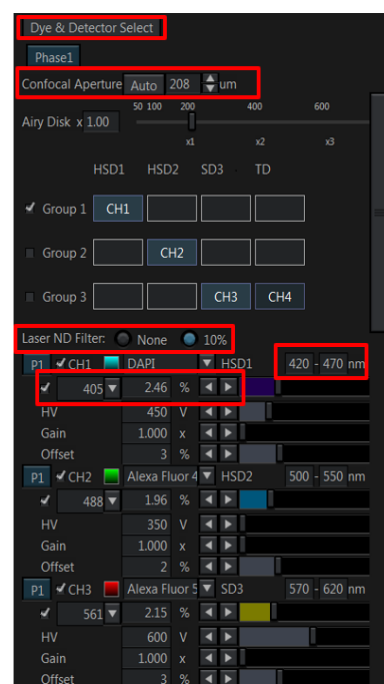 Dye & Detector Select
Phase1
Confocal Aperture Auto 208 um
50 100 200 400 600
Airy Disk x 1.00
x1 x2 x3
HSD1 HSD2 SD3 TD
Group 1 CH1
Group 2 CH2
Group 3 CH3 CH4
Laser ND Filter: None 10%
P1 CH1 DAPI HSD1 420 - 470 nm
405 2.46 %
HV 450 V
Gain 1.000 x
Offset 3 %
P1 CH2 Alexa Fluor 4 HSD2 500 - 550 nm
488 1.96 %
HV 350 V
Gain 1.000 x
Offset 2 %
P1 CH3 Alexa Fluor 5 SD3 570 - 620 nm
561 2.15 %
HV 600 V
Gain 1.000 x
Offset 3 %